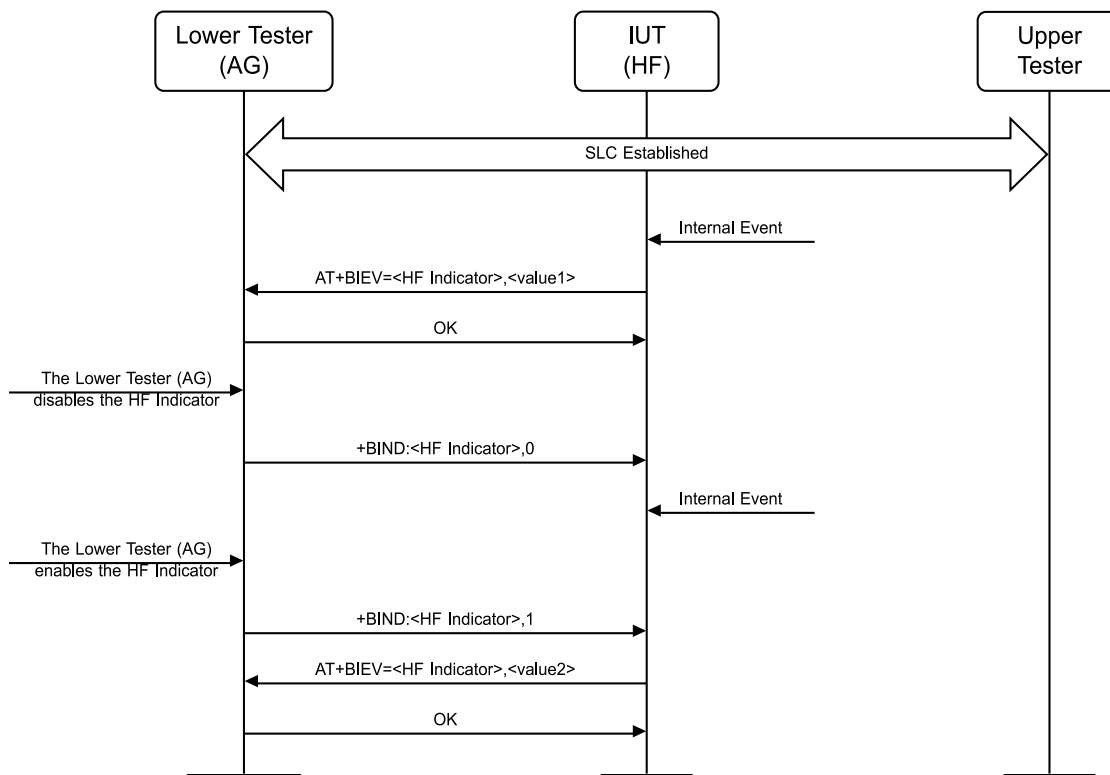 Lower Tester
(AG)
IUT
(HF)
Upper
Tester
SLC Established
Internal Event
AT+BIEV=<HF Indicator>,<value1>
OK
The Lower Tester (AG)
disables the HF Indicator
+BIND:<HF Indicator>,0
Internal Event
The Lower Tester (AG)
enables the HF Indicator
+BIND:<HF Indicator>,1
AT+BIEV=<HF Indicator>,<value2>
OK